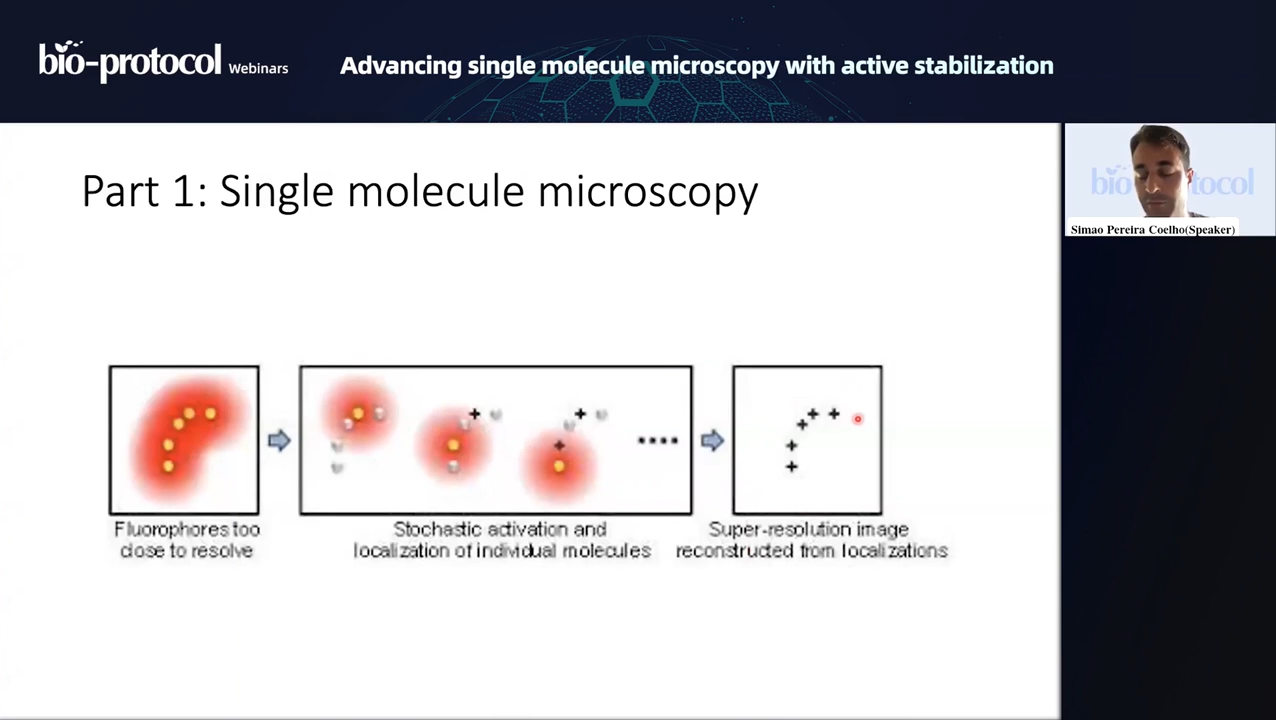 bio-protocol Webinars
Advancing single molecule microscopy with active stabilization
Part 1: Single molecule microscopy
Simao Pereira Coelho(Speaker)
Fluorophores too
close to resolve
Stochastic activation and
localization of individual molecules
Super-resolution image
reconstructed from localizations